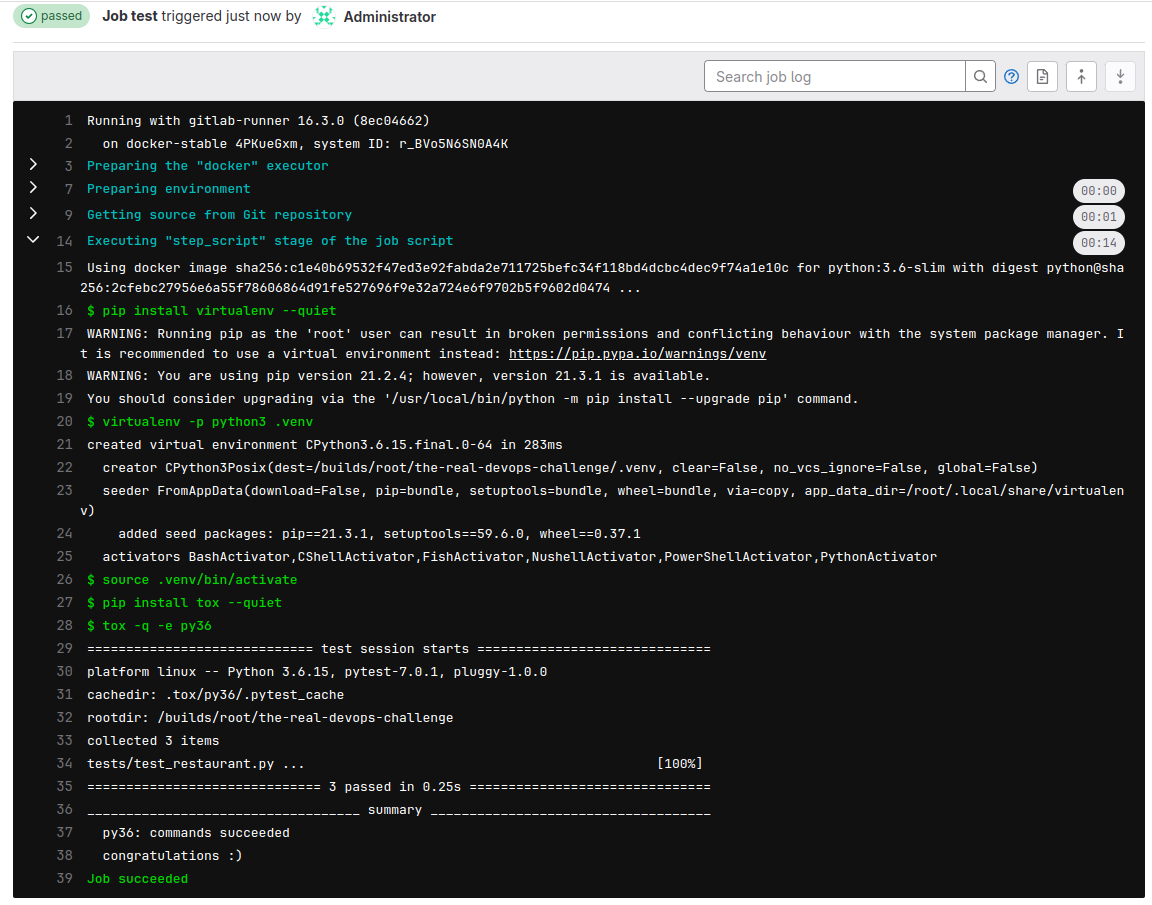 passed Job test triggered just now by Administrator
Search job log
1 Running with gitlab-runner 16.3.0 (8ec04662)
2 on docker-stable 4PKueGxm, system ID: r_BVo5N6SN0A4K
3 Preparing the "docker" executor
7 Preparing environment 00:00
9 Getting source from Git repository 00:01
14 Executing "step_script" stage of the job script 00:14
15 Using docker image sha256:c1e40b69532f47ed3e92fabda2e711725befc34f118bd4dcbc4dec9f74a1e10c for python:3.6-slim with digest python@sha
256:2cfebc27956e6a55f78606864d91fe527696f9e32a724e6f9702b5f9602d0474 ...
16 $ pip install virtualenv --quiet
17 WARNING: Running pip as the 'root' user can result in broken permissions and conflicting behaviour with the system package manager. I
t is recommended to use a virtual environment instead: https://pip.pypa.io/warnings/venv
18 WARNING: You are using pip version 21.2.4; however, version 21.3.1 is available.
19 You should consider upgrading via the '/usr/local/bin/python -m pip install --upgrade pip' command.
20 $ virtualenv -p python3 .venv
21 created virtual environment CPython3.6.15.final.0-64 in 283ms
22 creator CPython3Posix(dest=/builds/root/the-real-devops-challenge/.venv, clear=False, no_vcs_ignore=False, global=False)
23 seeder FromAppData(download=False, pip=bundle, setuptools=bundle, wheel=bundle, via=copy, app_data_dir=/root/.local/share/virtualen
v)
24 added seed packages: pip==21.3.1, setuptools==59.6.0, wheel==0.37.1
25 activators BashActivator,CShellActivator,FishActivator,NushellActivator,PowerShellActivator,PythonActivator
26 $ source .venv/bin/activate
27 $ pip install tox --quiet
28 $ tox -q -e py36
29 ============================= test session starts ==============================
30 platform linux -- Python 3.6.15, pytest-7.0.1, pluggy-1.0.0
31 cachedir: .tox/py36/.pytest_cache
32 rootdir: /builds/root/the-real-devops-challenge
33 collected 3 items
34 tests/test_restaurant.py ... [100%]
35 ============================== 3 passed in 0.25s ===============================
36 ___________________________________ summary ____________________________________
37 py36: commands succeeded
38 congratulations :)
39 Job succeeded